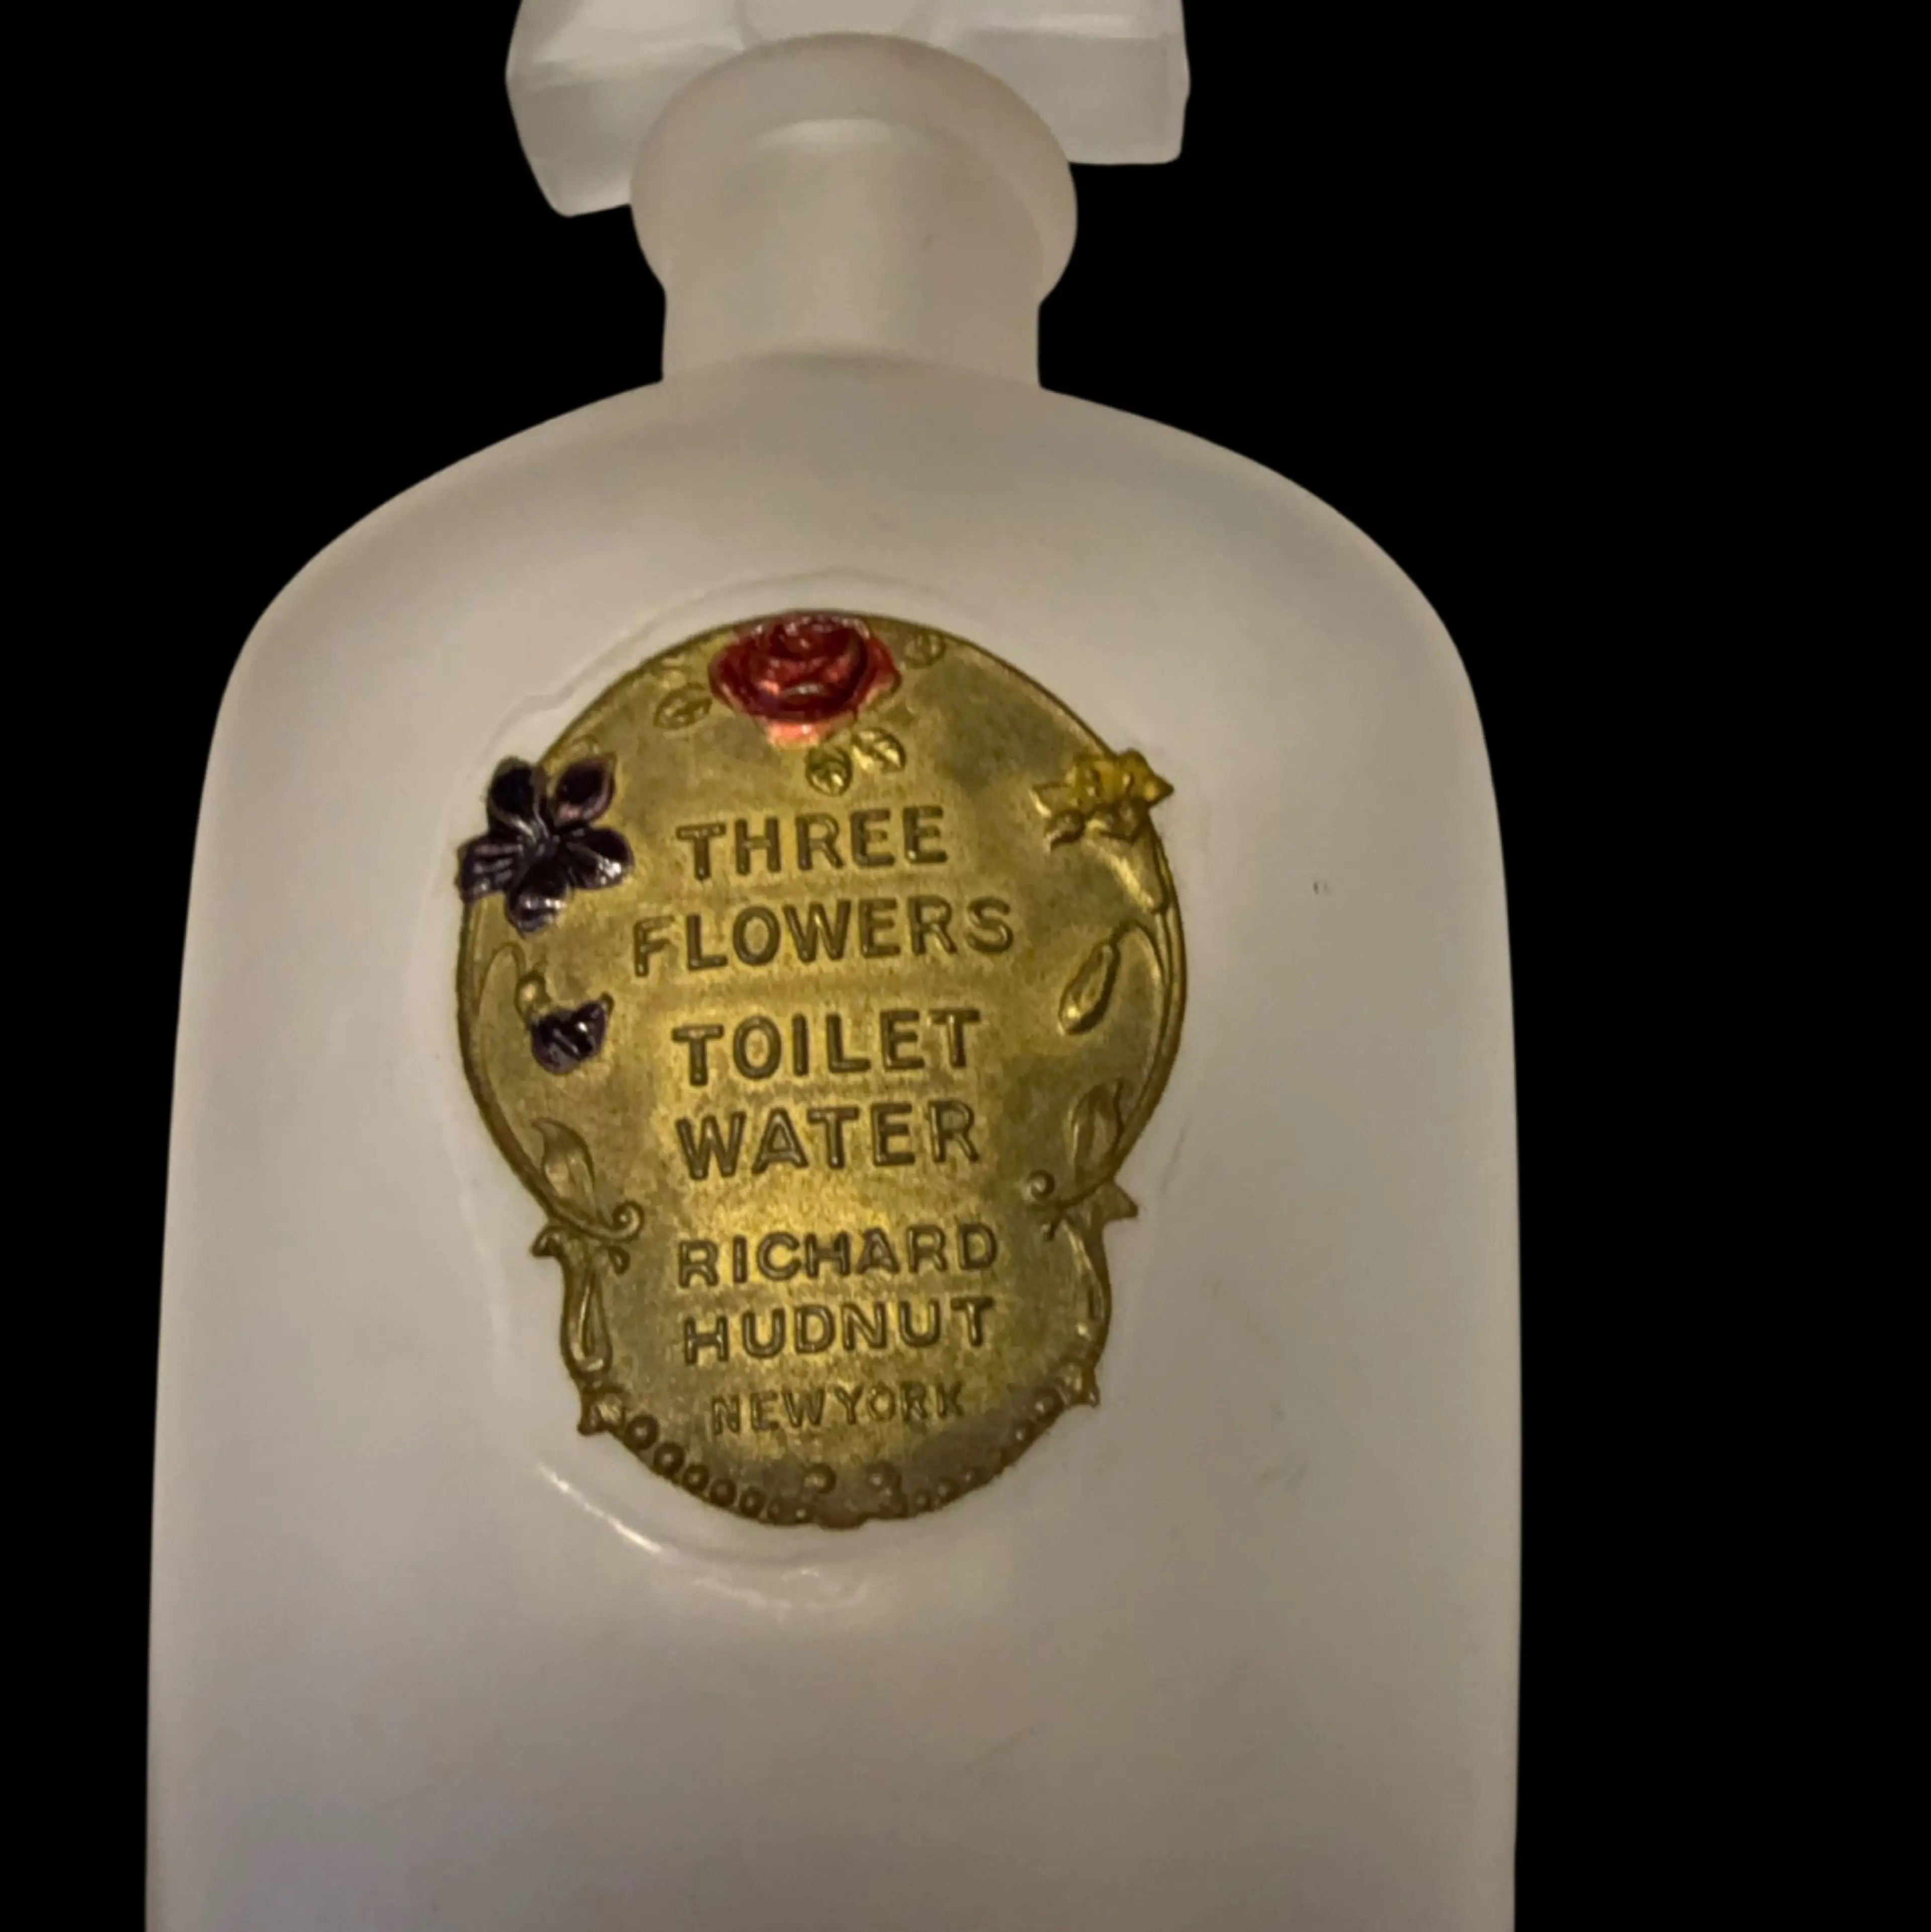 THREE
FLOWERS
TOILET
WATER
RICHARD
HUDNUT
NEW YORK